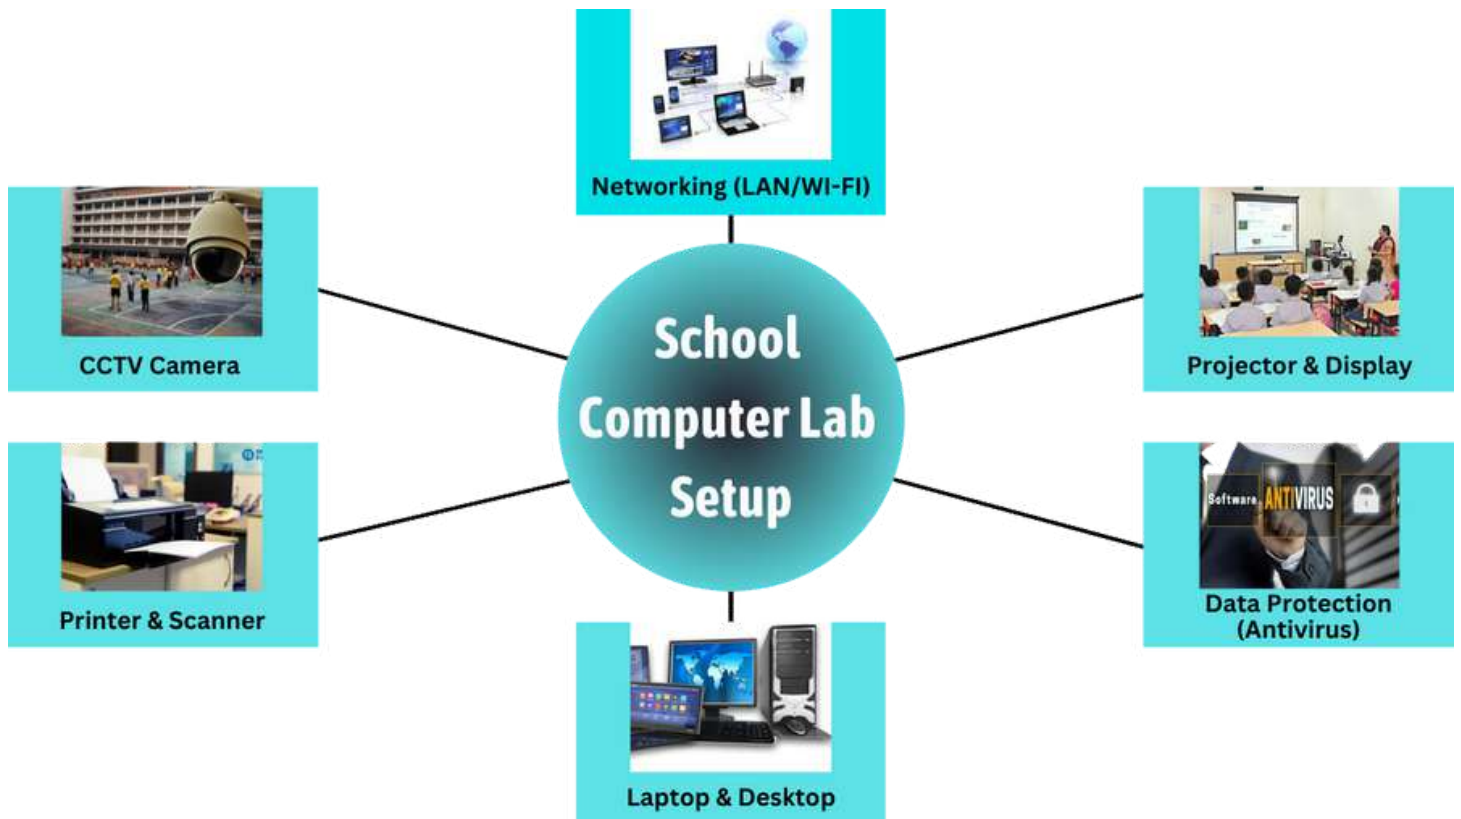 Networking (LAN/WI-FI)
CCTV Camera
Projector & Display
School
Computer Lab
Setup
Printer & Scanner
Software
ANTIVIRUS
Data Protection
(Antivirus)
Laptop & Desktop